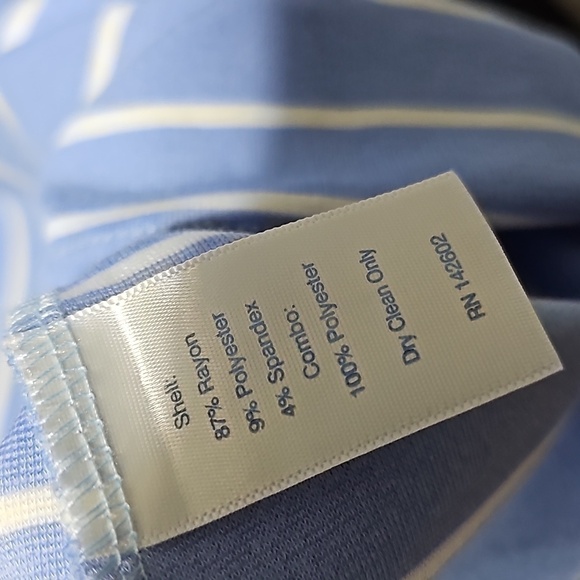 Shell:
87% Rayon
9% Polyester
4% Spandex
Combo:
100% Polyester
Dry Clean Only
RN 142602